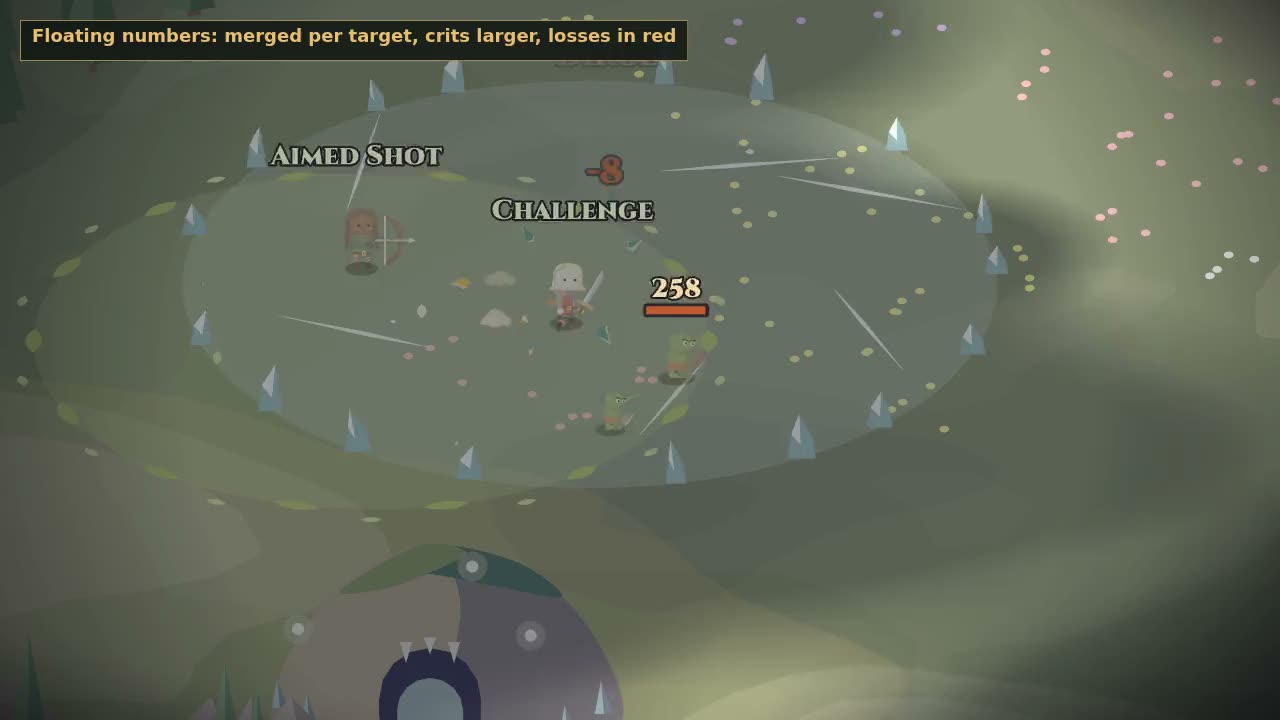 Floating numbers: merged per target, crits larger, losses in red
Aimed Shot
-8
Challenge
258